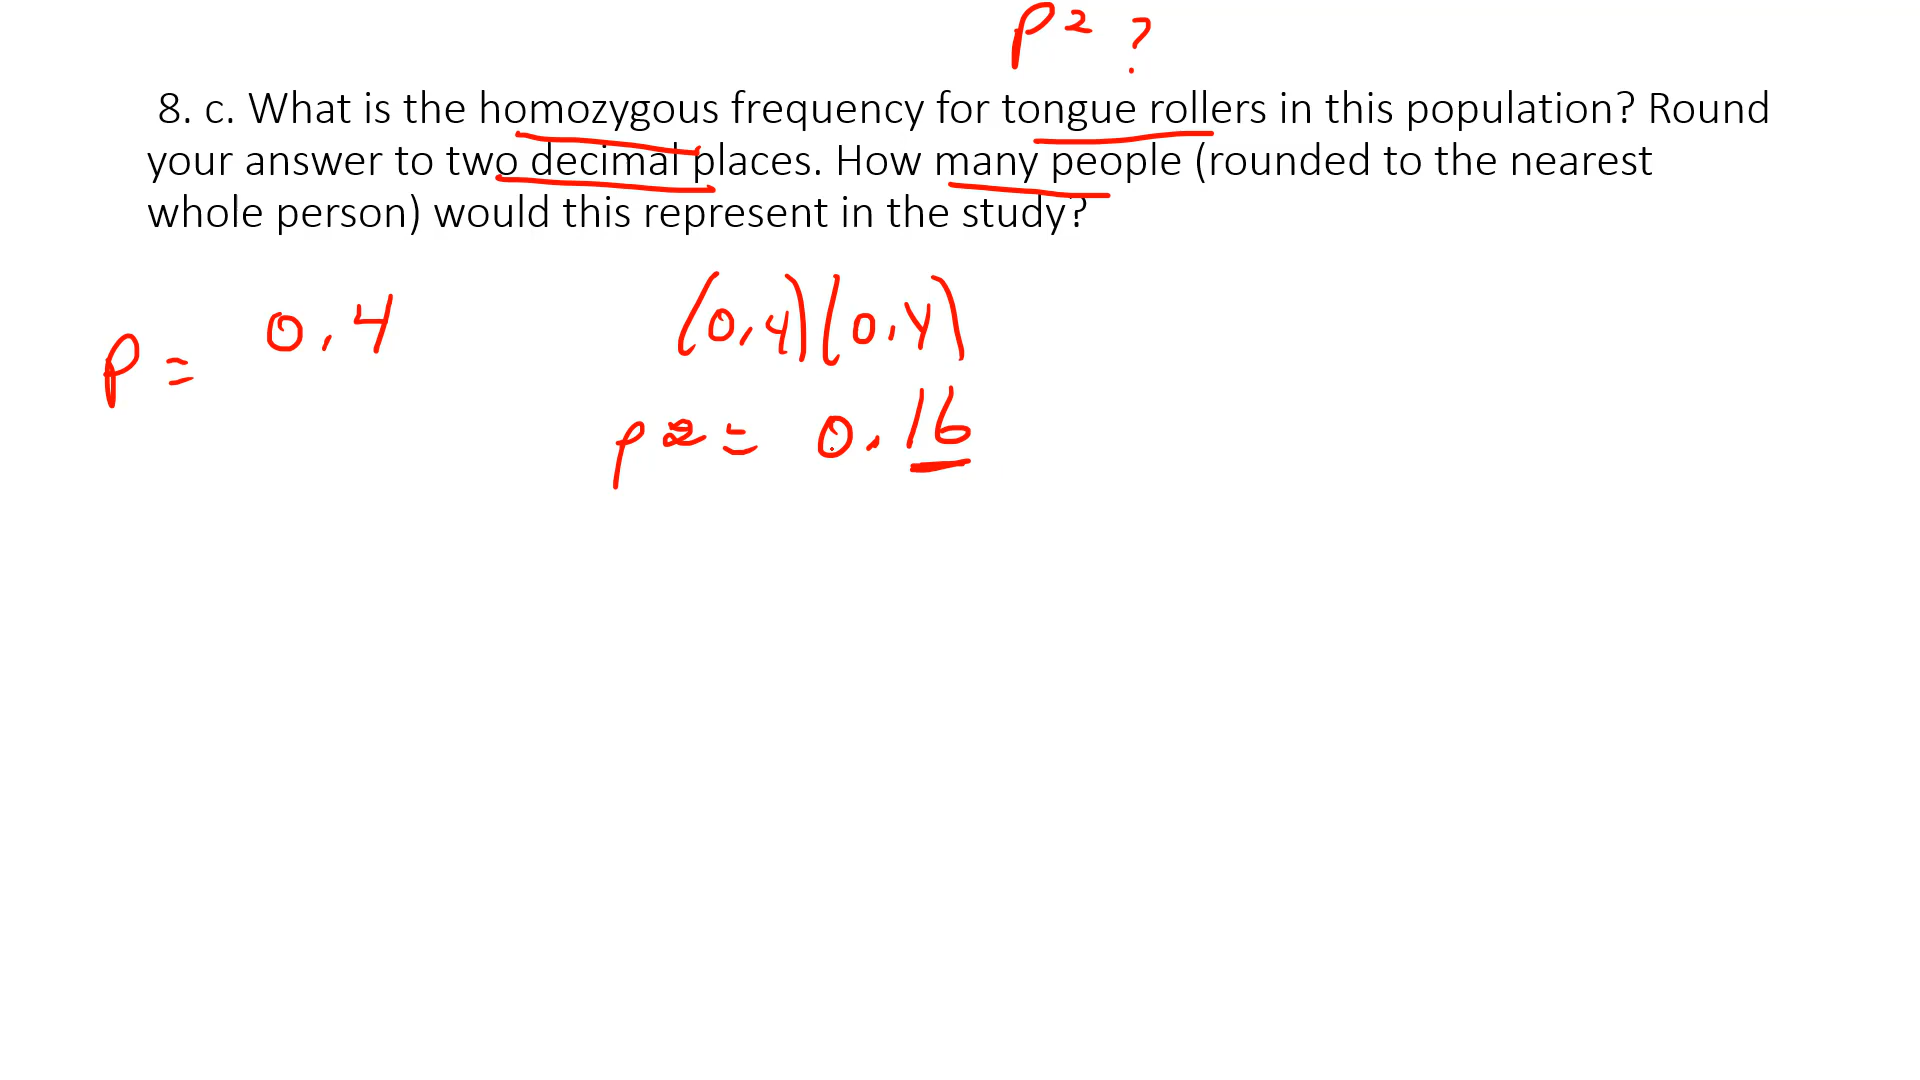 p² ?
8. c. What is the homozygous frequency for tongue rollers in this population? Round
your answer to two decimal places. How many people (rounded to the nearest
whole person) would this represent in the study?
p = 0.4
(0.4)(0.4)
p² = 0.16